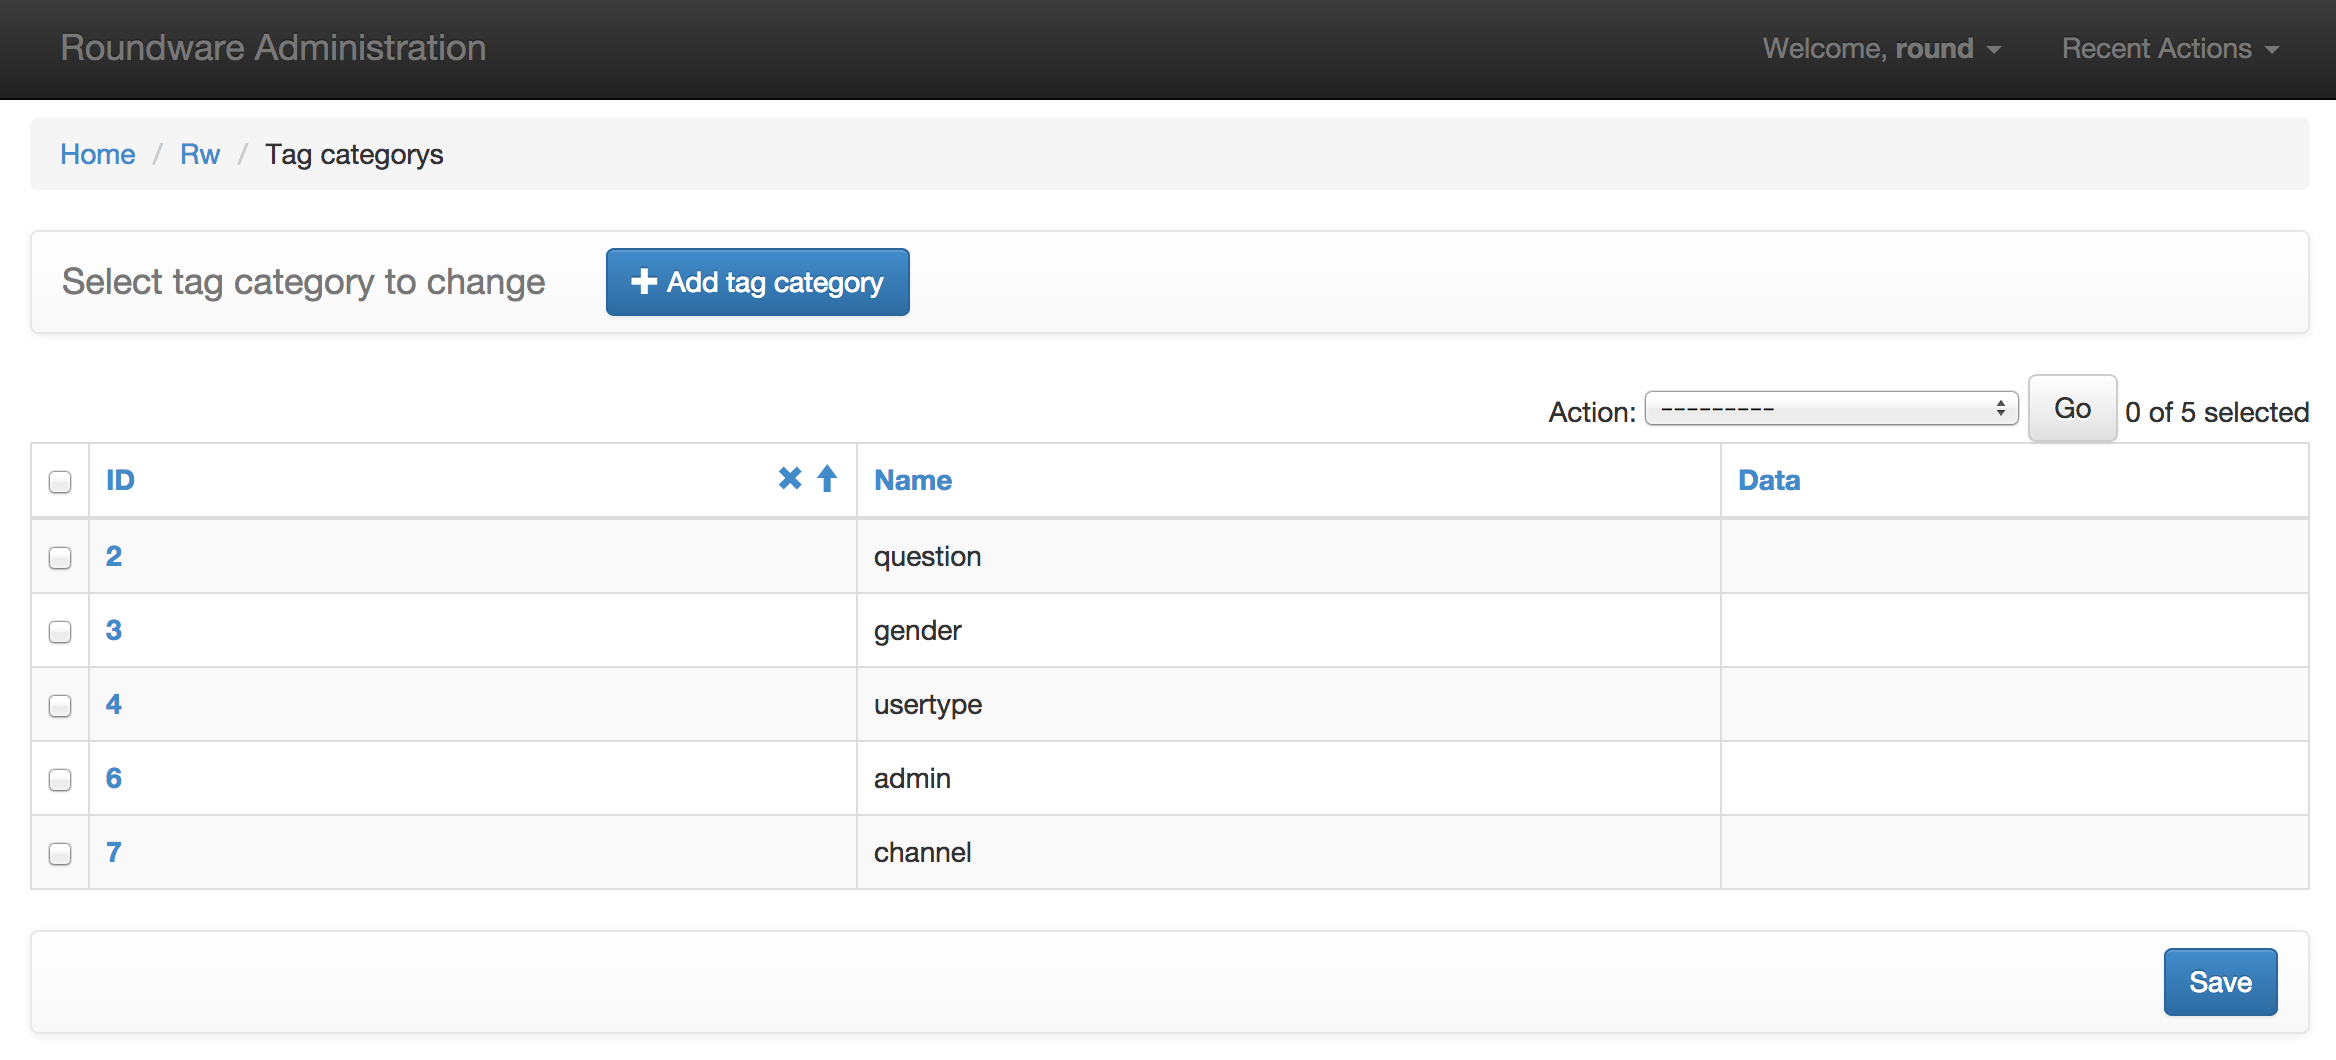 Roundware Administration Welcome, round Recent Actions
Home / Rw / Tag categorys
Select tag category to change Add tag category
Action: --------- Go 0 of 5 selected
ID Name Data
2 question
3 gender
4 usertype
6 admin
7 channel
Save